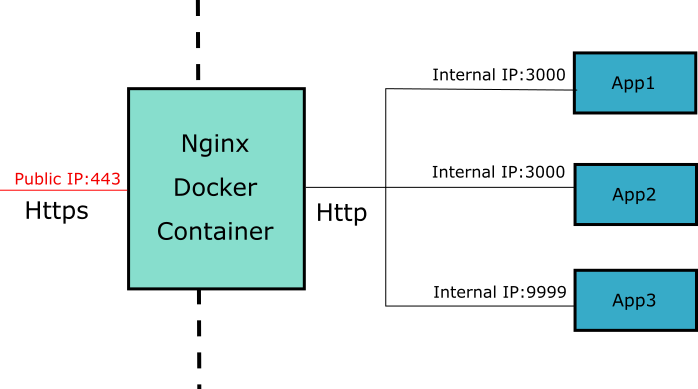 Internal IP:3000
App1
Nginx
Docker
Container
Public IP:443
Https
Http
Internal IP:3000
App2
Internal IP:9999
App3